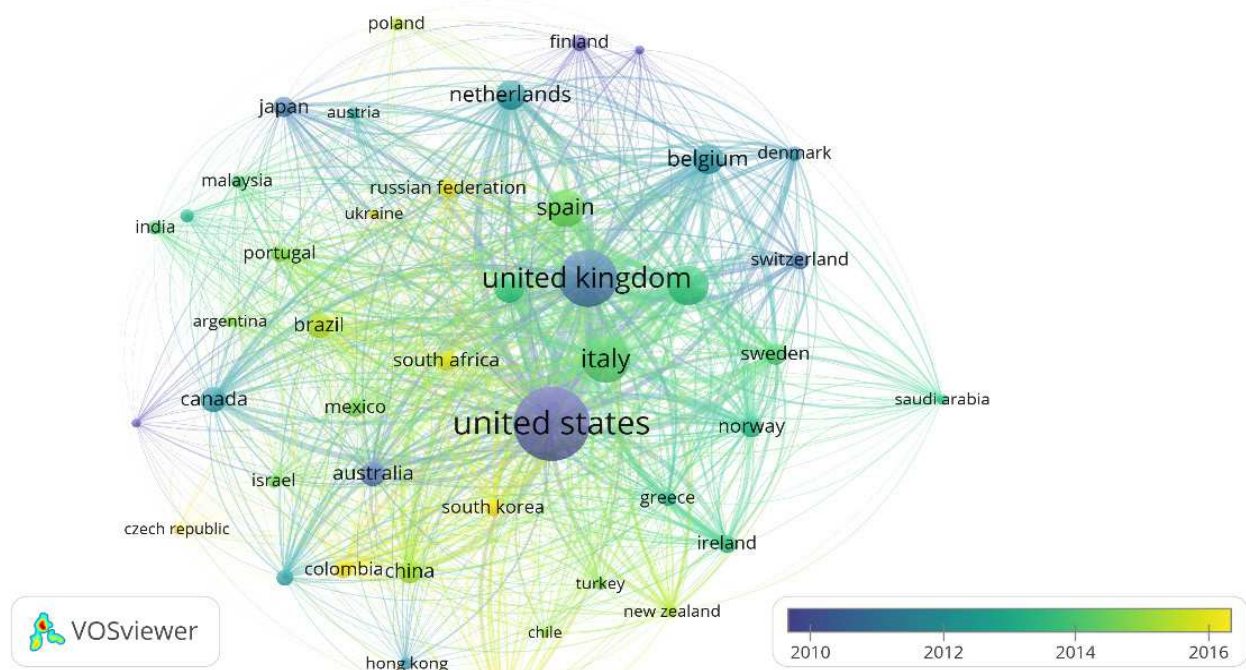 poland
finland
netherlands
japan
austria
belgium
denmark
malaysia
russian federation
spain
ukraine
india
portugal
switzerland
united kingdom
argentina
brazil
south africa
italy
sweden
canada
mexico
saudi arabia
united states
norway
israel
australia
greece
south korea
czech republic
ireland
colombia
china
turkey
new zealand
chile
hong kong
VOSviewer
2010
2012
2014
2016